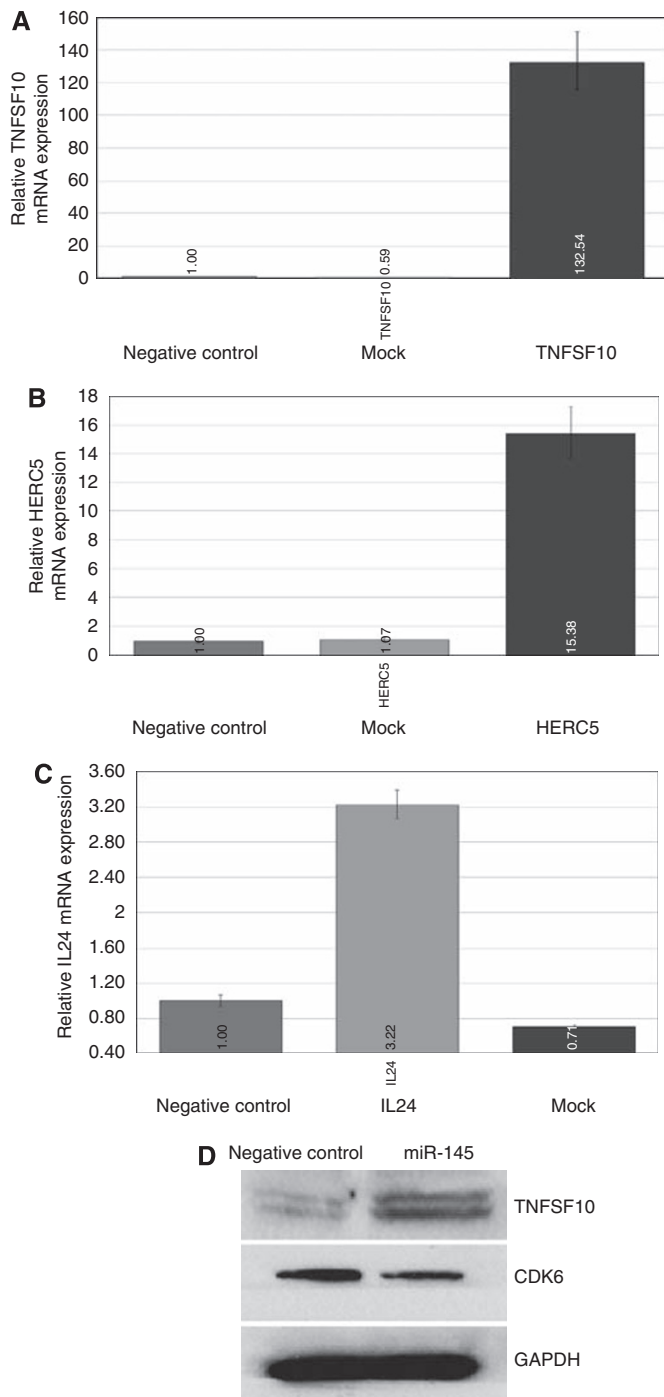 A
Relative TNFSF10
mRNA expression
160
140
120
100
80
60
40
20
0
1.00
0.59
132.54
TNFSF10
Negative control
Mock
TNFSF10
B
Relative HERC5
mRNA expression
18
16
14
12
10
8
6
4
2
0
1.00
1.07
15.38
HERC5
Negative control
Mock
HERC5
C
Relative IL24 mRNA expression
3.60
3.20
2.80
2.40
2
1.60
1.20
0.80
0.40
1.00
3.22
0.71
IL24
Negative control
IL24
Mock
D
Negative control
miR-145
TNFSF10
CDK6
GAPDH